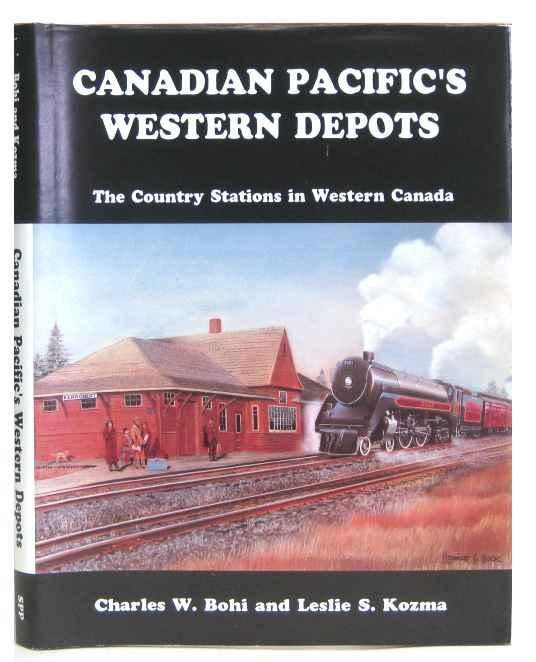 CANADIAN PACIFIC'S
WESTERN DEPOTS
The Country Stations in Western Canada
Charles W. Bohi and Leslie S. Kozma
Bohi and Kozma
Canadian Pacific's Western Depots
SPP